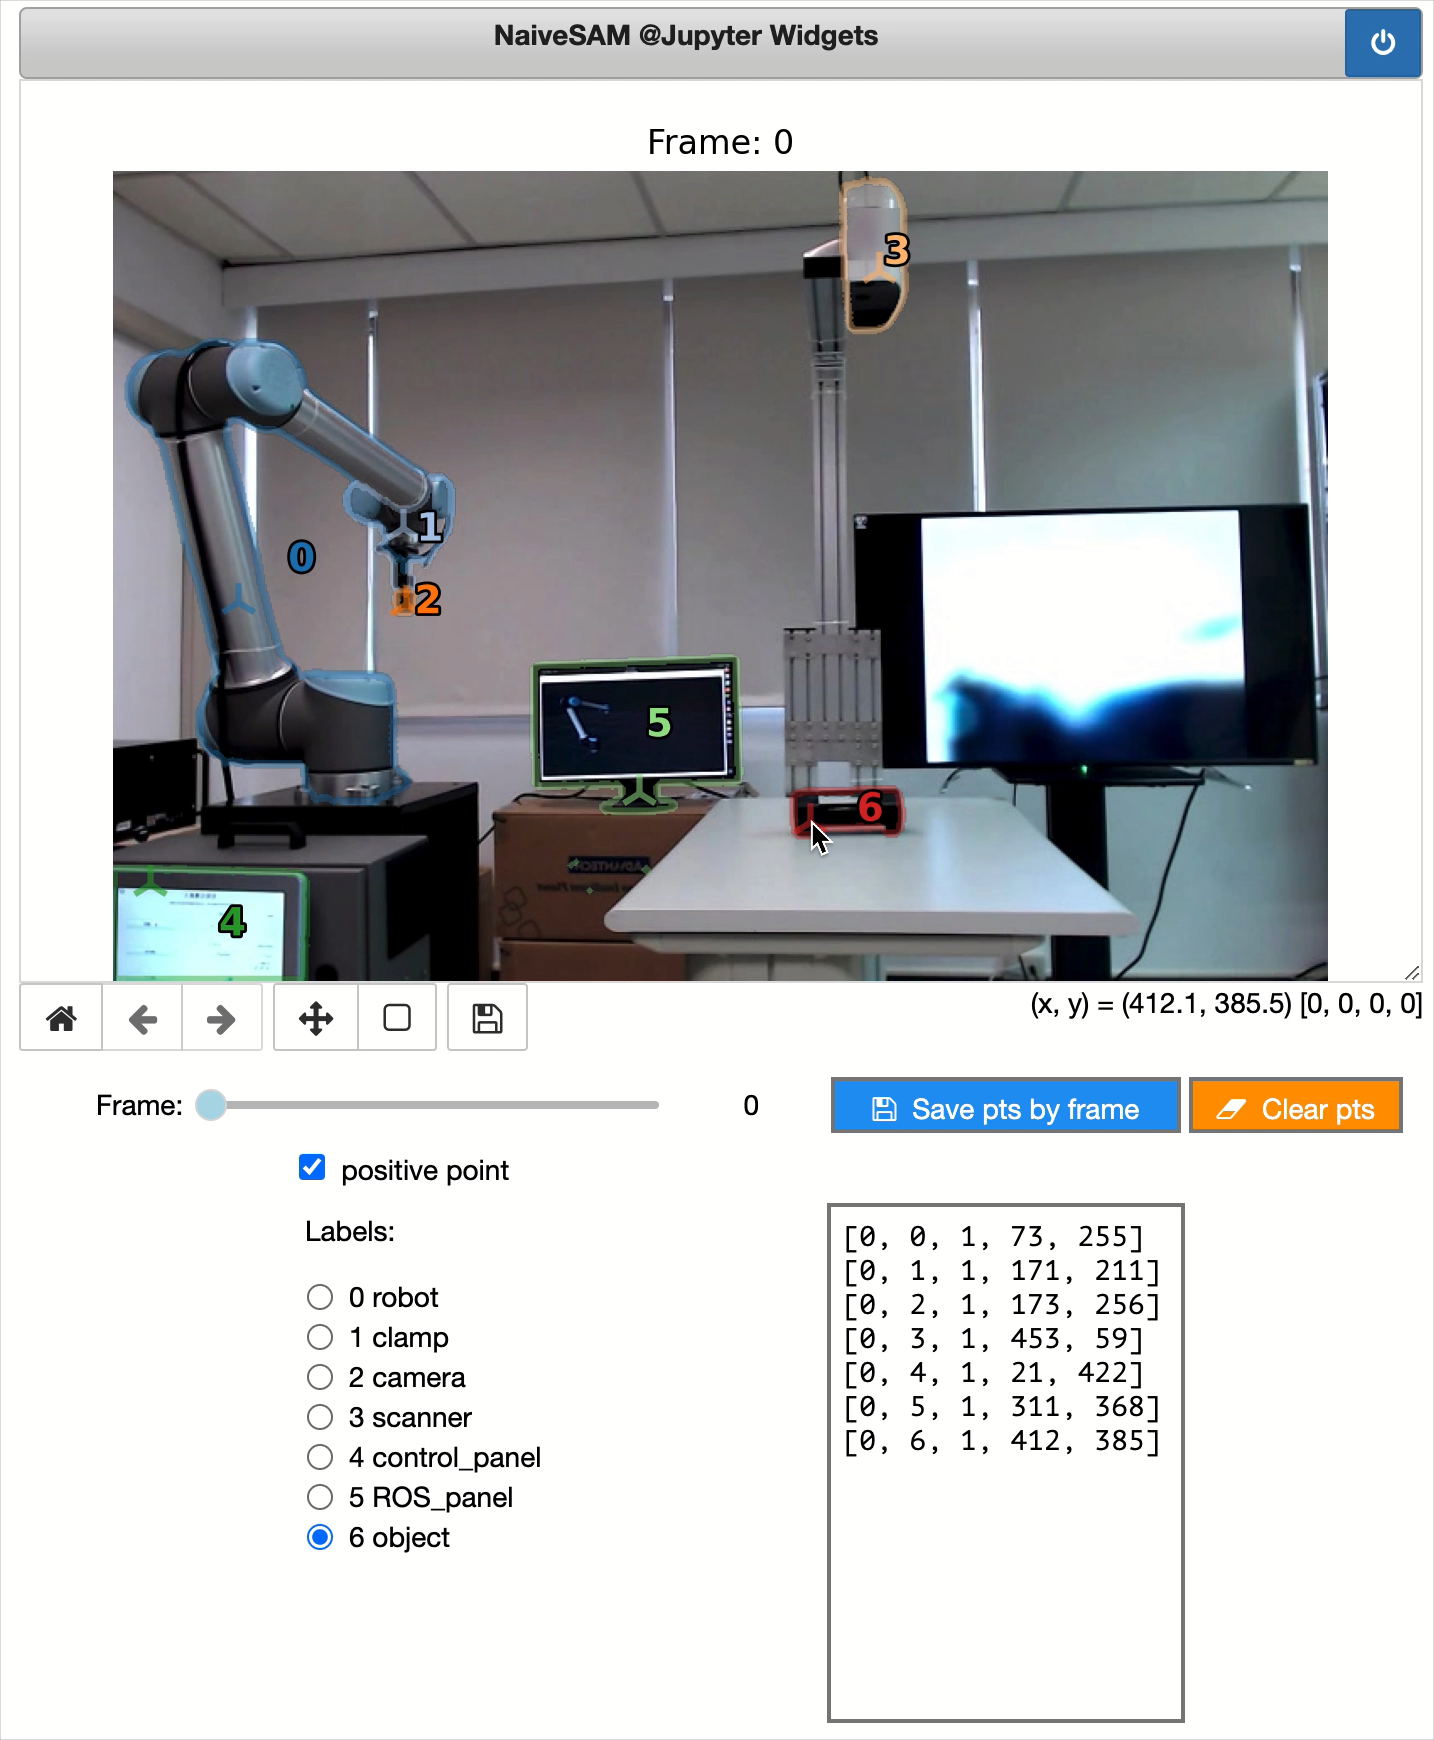 NaiveSAM @Jupyter Widgets
Frame: 0
3
1
0
2
5
6
4
(x, y) = (412.1, 385.5) [0, 0, 0, 0]
Frame: 0
Save pts by frame
Clear pts
positive point
Labels:
0 robot
1 clamp
2 camera
3 scanner
4 control_panel
5 ROS_panel
6 object
[0, 0, 1, 73, 255]
[0, 1, 1, 171, 211]
[0, 2, 1, 173, 256]
[0, 3, 1, 453, 59]
[0, 4, 1, 21, 422]
[0, 5, 1, 311, 368]
[0, 6, 1, 412, 385]